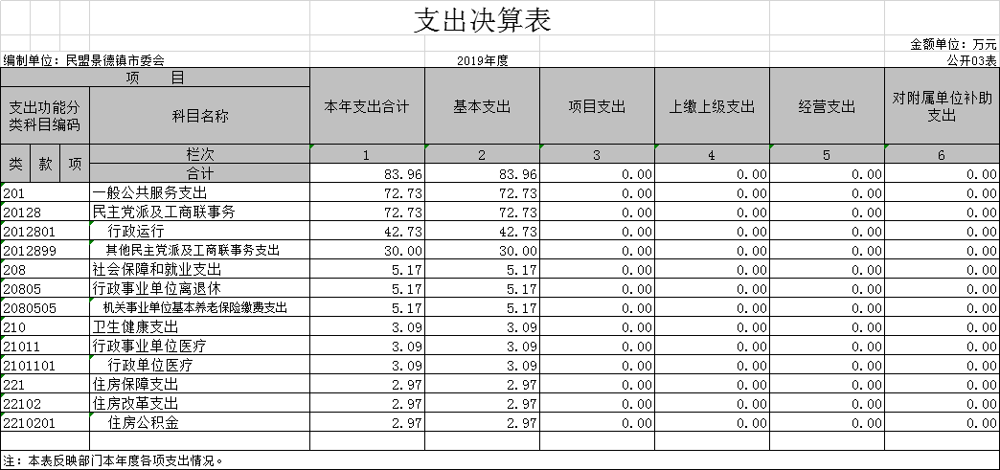 支出决算表
金额单位：万元
编制单位：民盟景德镇市委会 2019年度 公开03表
项 目 本年支出合计 基本支出 项目支出 上缴上级支出 经营支出 对附属单位补助支出
支出功能分类科目编码 科目名称
类 款 项 栏次 1 2 3 4 5 6
合计 83.96 83.96 0.00 0.00 0.00 0.00
201 一般公共服务支出 72.73 72.73 0.00 0.00 0.00 0.00
20128 民主党派及工商联事务 72.73 72.73 0.00 0.00 0.00 0.00
2012801 行政运行 42.73 42.73 0.00 0.00 0.00 0.00
2012899 其他民主党派及工商联事务支出 30.00 30.00 0.00 0.00 0.00 0.00
208 社会保障和就业支出 5.17 5.17 0.00 0.00 0.00 0.00
20805 行政事业单位离退休 5.17 5.17 0.00 0.00 0.00 0.00
2080505 机关事业单位基本养老保险缴费支出 5.17 5.17 0.00 0.00 0.00 0.00
210 卫生健康支出 3.09 3.09 0.00 0.00 0.00 0.00
21011 行政事业单位医疗 3.09 3.09 0.00 0.00 0.00 0.00
2101101 行政单位医疗 3.09 3.09 0.00 0.00 0.00 0.00
221 住房保障支出 2.97 2.97 0.00 0.00 0.00 0.00
22102 住房改革支出 2.97 2.97 0.00 0.00 0.00 0.00
2210201 住房公积金 2.97 2.97 0.00 0.00 0.00 0.00
注：本表反映部门本年度各项支出情况。